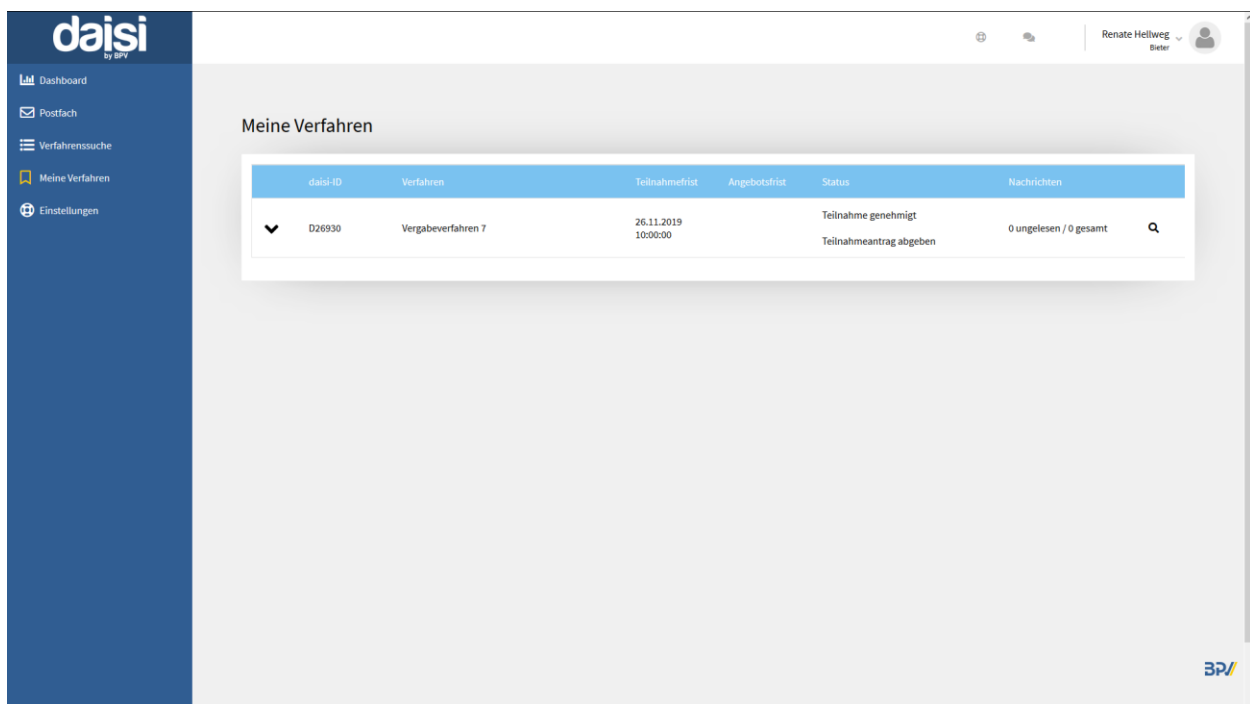 daisi
by BPV
Renate Hellweg
Bieter
Dashboard
Postfach
Verfahrenssuche
Meine Verfahren
Einstellungen
Meine Verfahren
daisi-ID Verfahren Teilnahmefrist Angebotsfrist Status Nachrichten
D26930 Vergabeverfahren 7 26.11.2019 10:00:00 Teilnahme genehmigt Teilnahmeantrag abgeben 0 ungelesen / 0 gesamt
BPV